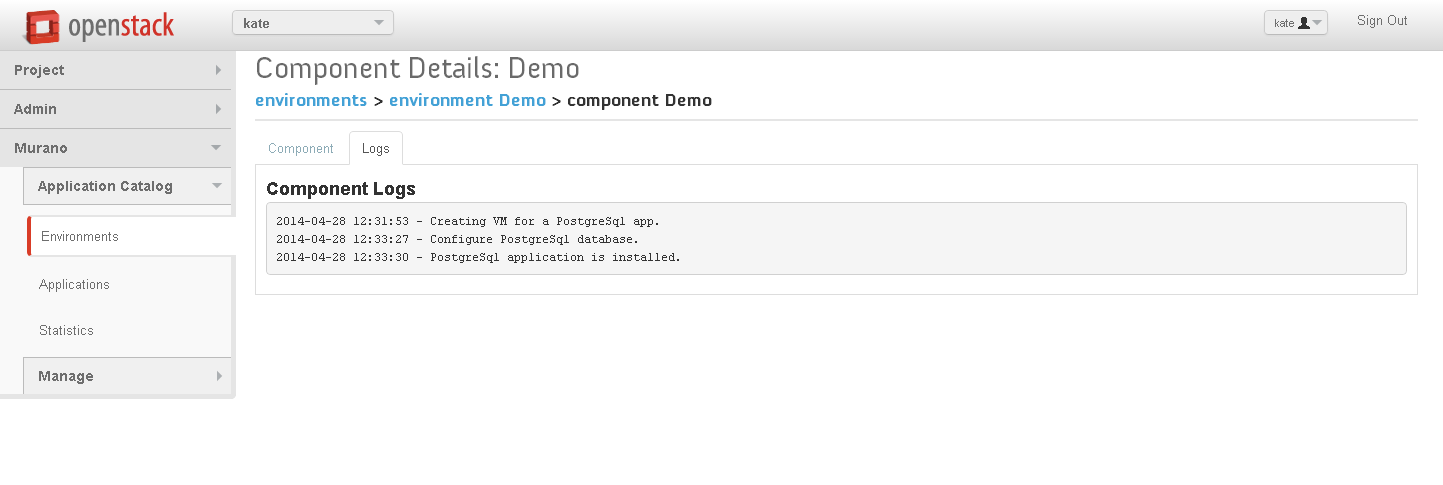 openstack
kate
kate
Sign Out
Project
Admin
Murano
Application Catalog
Environments
Applications
Statistics
Manage
Component Details: Demo
environments > environment Demo > component Demo
Component
Logs
Component Logs
2014-04-28 12:31:53 - Creating VM for a PostgreSql app.
2014-04-28 12:33:27 - Configure PostgreSql database.
2014-04-28 12:33:30 - PostgreSql application is installed.